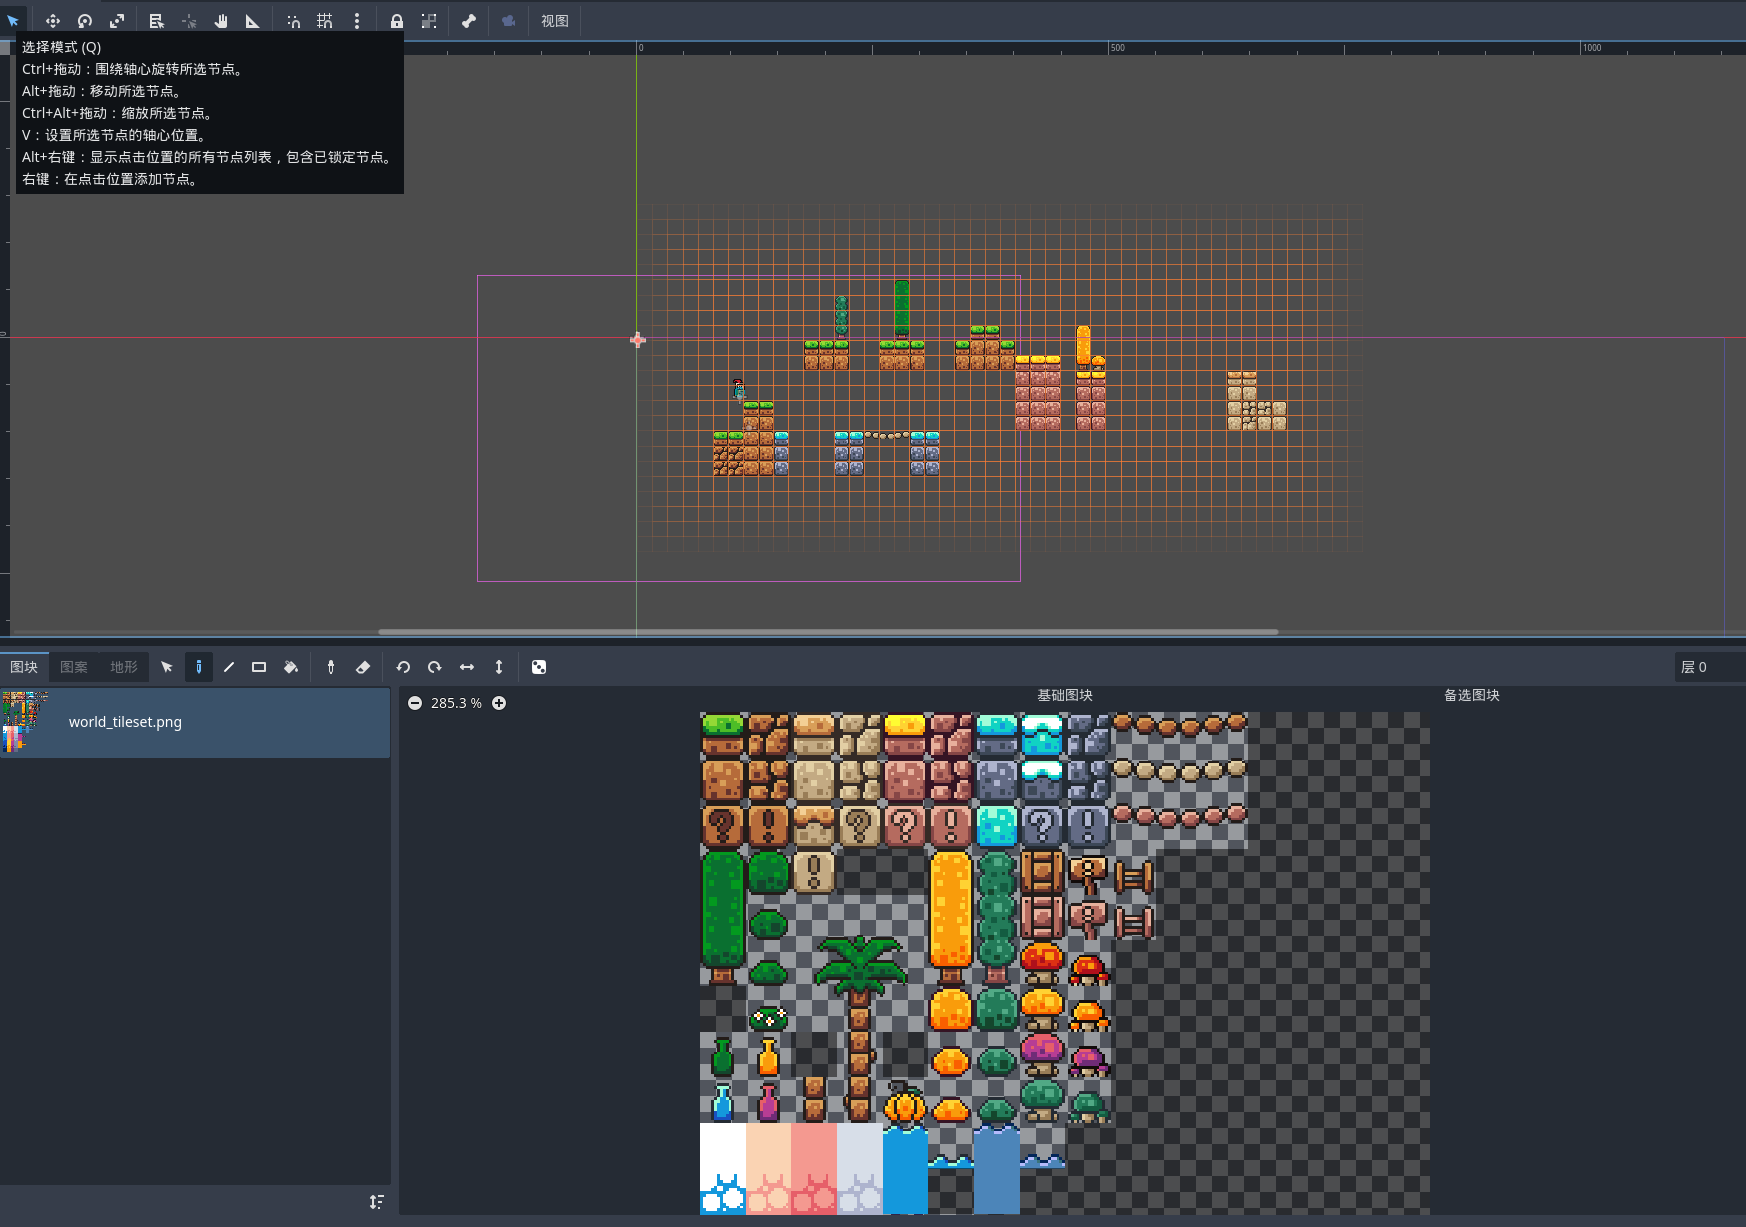 视图
选择模式 (Q)
Ctrl+拖动：围绕轴心旋转所选节点。
Alt+拖动：移动所选节点。
Ctrl+Alt+拖动：缩放所选节点。
V：设置所选节点的轴心位置。
Alt+右键：显示点击位置的所有节点列表，包含已锁定节点。
右键：在点击位置添加节点。
0
500
1000
0
图块
图案
地形
层 0
world_tileset.png
285.3 %
基础图块
备选图块